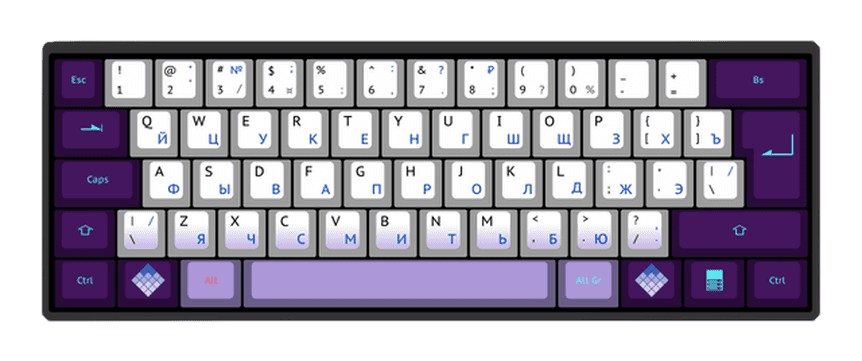 Esc ! 1 @ " 2 # № 3 / $ ; 4 ¤ % 5 : ^ : 6 , & ? 7 . * ₽ 8 ; ( 9 ? ) 0 % _ - + = Bs
Q Й W Ц E У R К T Е Y Н U Г I Ш O Щ P З { [ Х } ] Ъ
Caps A Ф S Ы D В F А G П H Р J О K Л L Д : ; Ж Э | / \
| / \ Z Я X Ч C С V М B И N Т M Ь < , Б > . Ю ? , / .
Ctrl Alt Alt Gr Ctrl